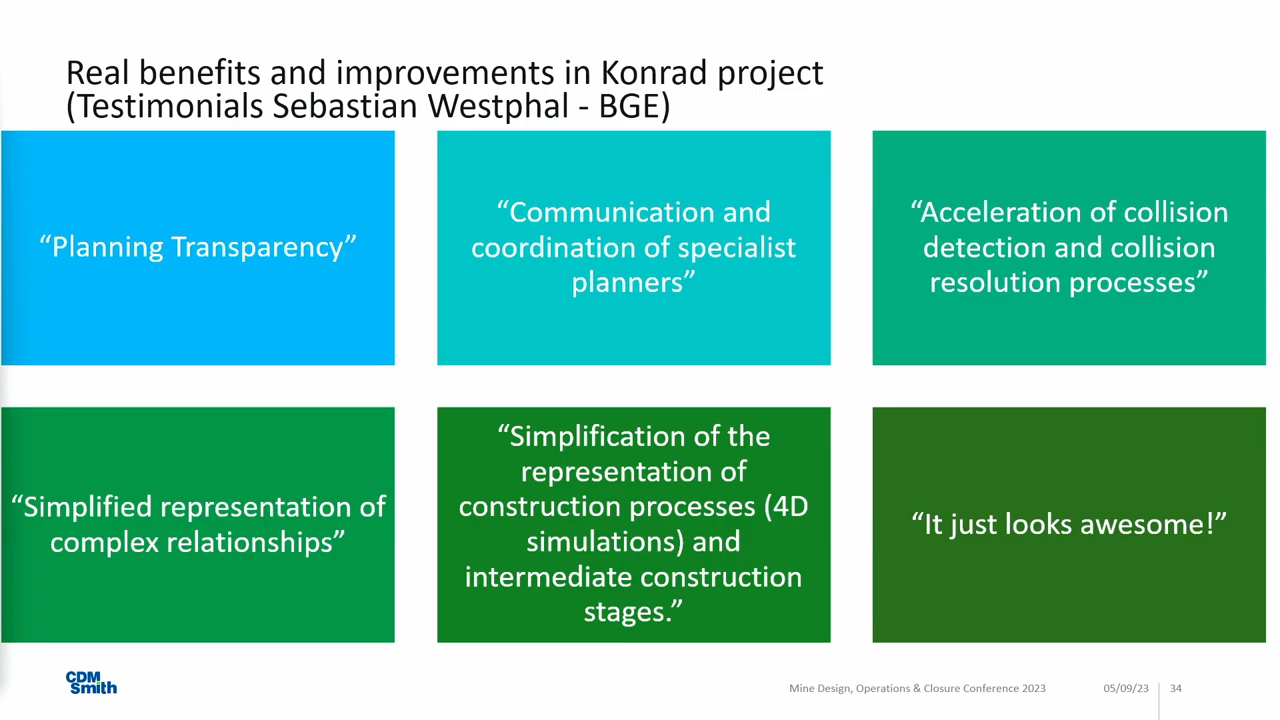 Real benefits and improvements in Konrad project
(Testimonials Sebastian Westphal - BGE)
“Planning Transparency”
“Communication and
coordination of specialist
planners”
“Acceleration of collision
detection and collision
resolution processes”
“Simplified representation of
complex relationships”
“Simplification of the
representation of
construction processes (4D
simulations) and
intermediate construction
stages.”
“It just looks awesome!”
CDM
Smith
Mine Design, Operations & Closure Conference 2023
05/09/23
34